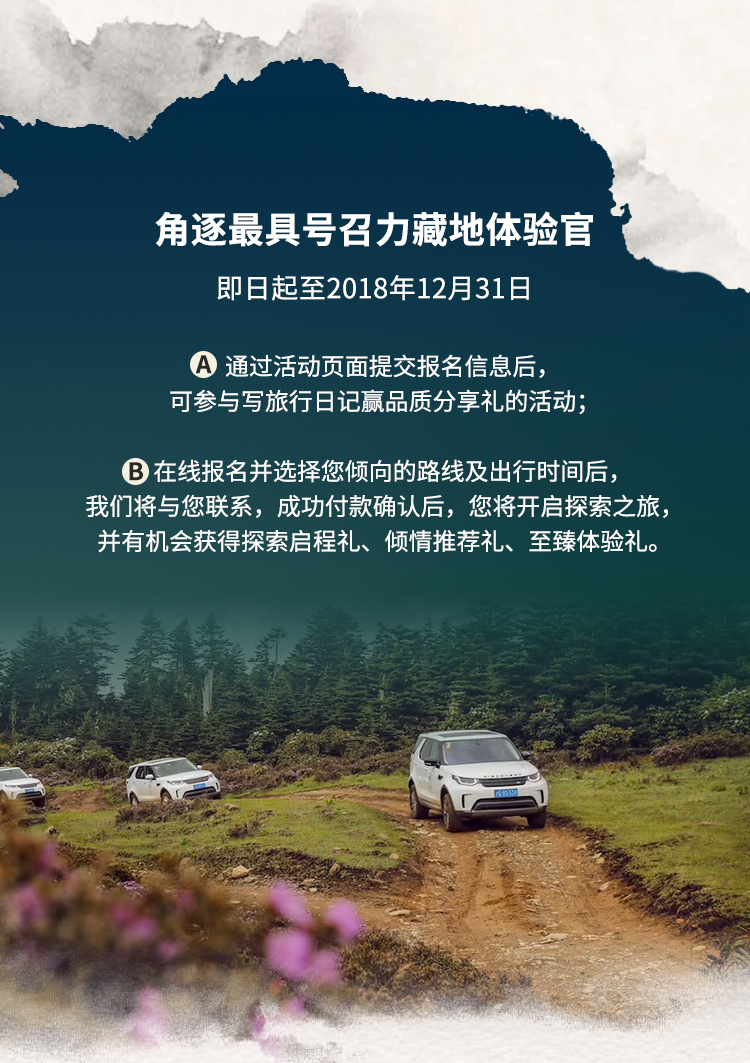 角逐最具号召力藏地体验官
即日起至2018年12月31日
A 通过活动页面提交报名信息后，
可参与写旅行日记赢品质分享礼的活动；
B 在线报名并选择您倾向的路线及出行时间后，
我们将与您联系，成功付款确认后，您将开启探索之旅，
并有机会获得探索启程礼、倾情推荐礼、至臻体验礼。